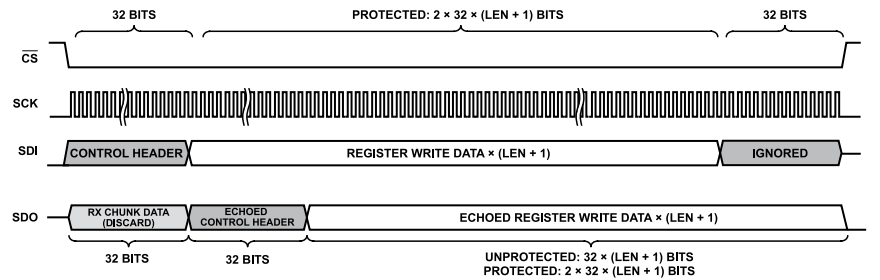 32 BITS PROTECTED: 2 × 32 × (LEN + 1) BITS 32 BITS
CS
SCK
SDI CONTROL HEADER REGISTER WRITE DATA × (LEN + 1) IGNORED
SDO RX CHUNK DATA
(DISCARD) ECHOED
CONTROL HEADER ECHOED REGISTER WRITE DATA × (LEN + 1)
32 BITS 32 BITS UNPROTECTED: 32 × (LEN + 1) BITS
PROTECTED: 2 × 32 × (LEN + 1) BITS